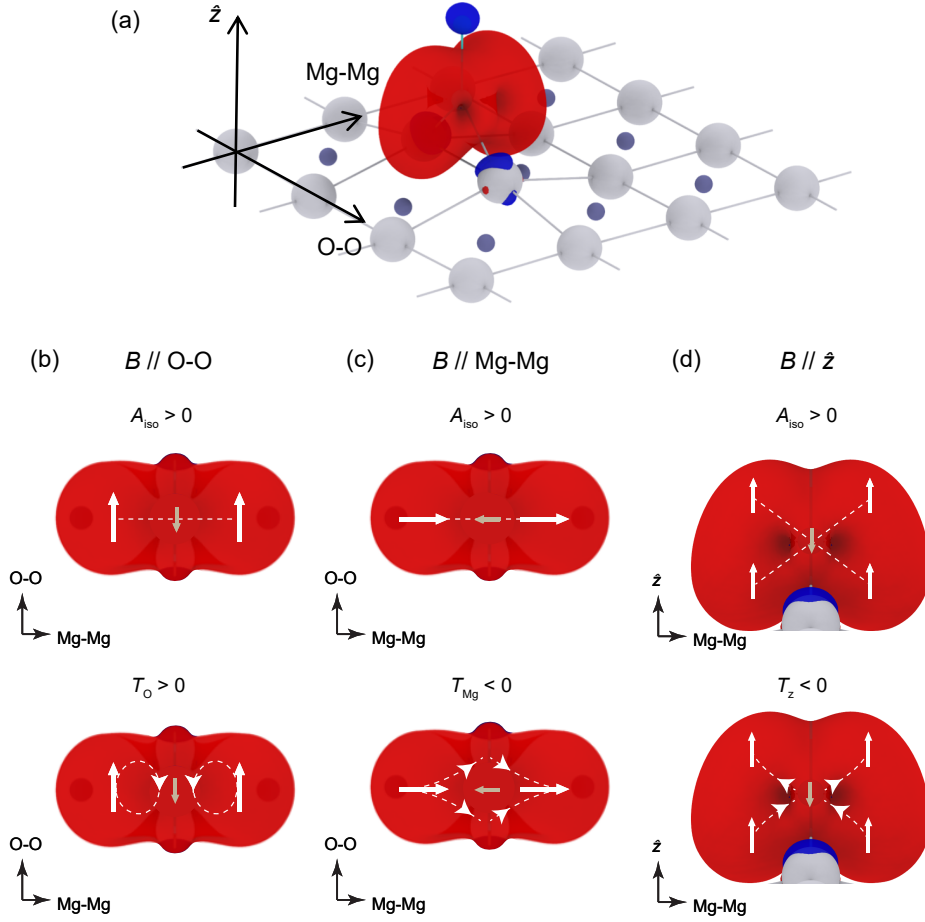 (a)
ẑ
Mg-Mg
O-O
(b) B // O-O
(c) B // Mg-Mg
(d) B // ẑ
A_iso > 0
A_iso > 0
A_iso > 0
O-O
Mg-Mg
O-O
Mg-Mg
ẑ
Mg-Mg
T_O > 0
T_Mg < 0
T_z < 0
O-O
Mg-Mg
O-O
Mg-Mg
ẑ
Mg-Mg